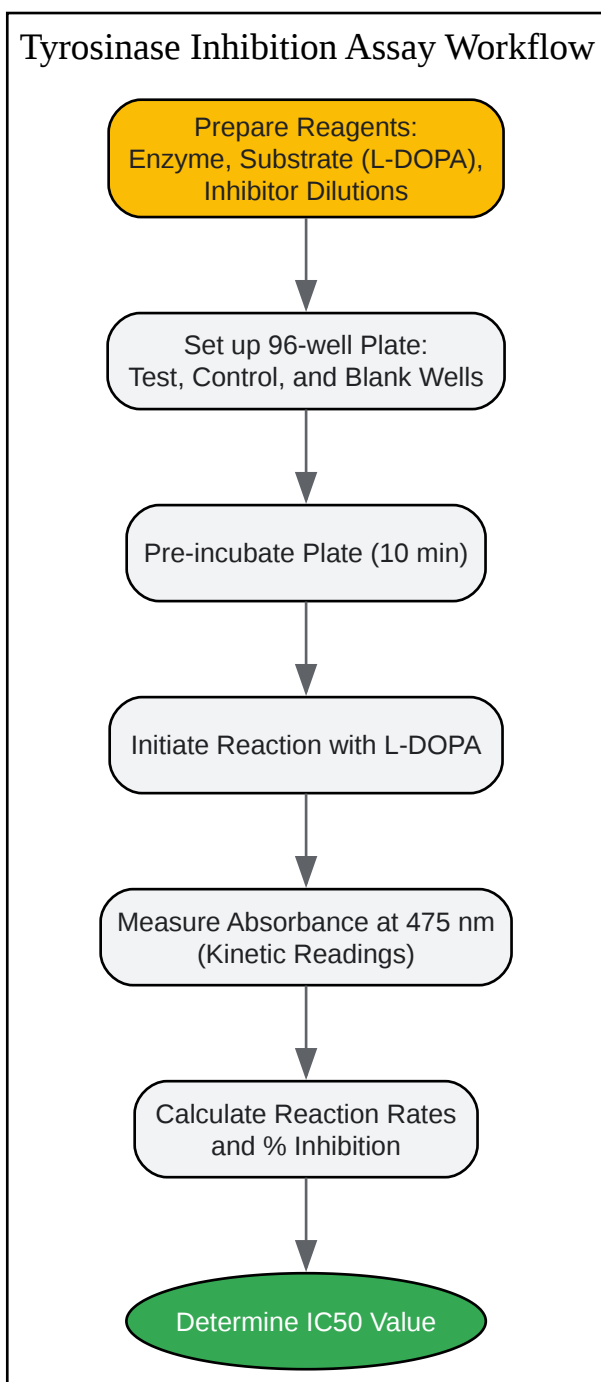 Tyrosinase Inhibition Assay Workflow
Prepare Reagents:
Enzyme, Substrate (L-DOPA),
Inhibitor Dilutions
Set up 96-well Plate:
Test, Control, and Blank Wells
Pre-incubate Plate (10 min)
Initiate Reaction with L-DOPA
Measure Absorbance at 475 nm
(Kinetic Readings)
Calculate Reaction Rates
and % Inhibition
Determine IC50 Value